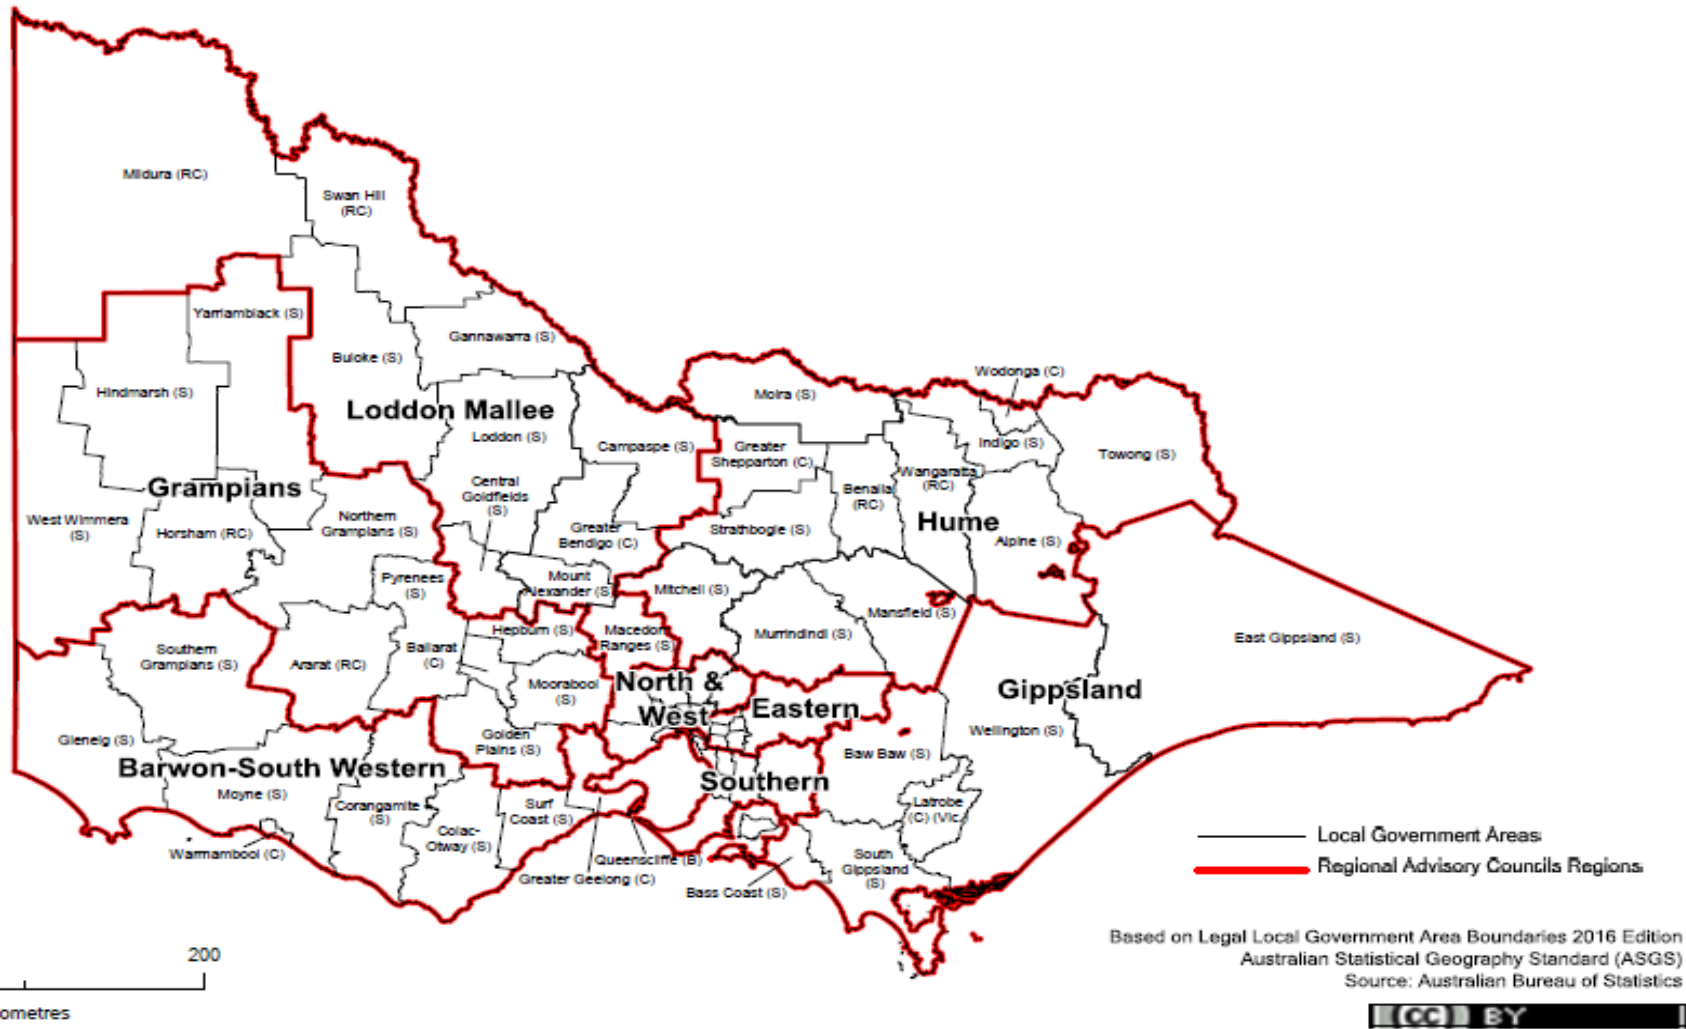 Mildura (RC)
Swan Hill
(RC)
Yarriambiack (S)
Gannawarra (S)
Buloke (S)
Hindmarsh (S)
Loddon Mallee
Loddon (S)
Campaspe (S)
Moira (S)
Wodonga (C)
Greater
Shepparton (C)
Indigo (S)
Towong (S)
Wangaratta
(RC)
Benalla
(RC)
Central
Goldfields
(S)
Grampians
West Wimmera
(S)
Horsham (RC)
Northern
Grampians (S)
Greater
Bendigo (C)
Strathbogie (S)
Hume
Alpine (S)
Pyrenees
(S)
Mount
Alexander (S)
Mitchell (S)
Mansfield (S)
Hepburn (S)
Macedon
Ranges (S)
Murrindindi (S)
East Gippsland (S)
Southern
Grampians (S)
Ararat (RC)
Ballarat
(C)
Moorabool
(S)
North &
West
Eastern
Gippsland
Glenelg (S)
Golden
Plains (S)
Wellington (S)
Baw Baw (S)
Barwon-South Western
Southern
Moyne (S)
Corangamite
(S)
Surf
Coast (S)
Latrobe
(C) (Vic.)
Colac-
Otway (S)
Warrnambool (C)
Queenscliffe (B)
Greater Geelong (C)
Bass Coast (S)
South
Gippsland
(S)
Local Government Areas
Regional Advisory Councils Regions
Based on Legal Local Government Area Boundaries 2016 Edition
Australian Statistical Geography Standard (ASGS)
Source: Australian Bureau of Statistics
200
ometres
(CC) BY